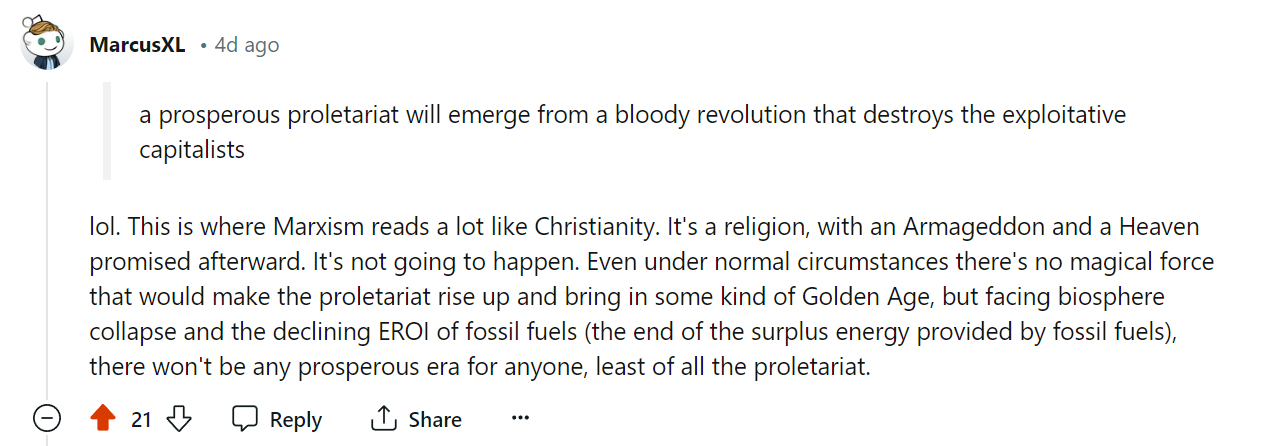 MarcusXL • 4d ago
a prosperous proletariat will emerge from a bloody revolution that destroys the exploitative
capitalists
lol. This is where Marxism reads a lot like Christianity. It's a religion, with an Armageddon and a Heaven
promised afterward. It's not going to happen. Even under normal circumstances there's no magical force
that would make the proletariat rise up and bring in some kind of Golden Age, but facing biosphere
collapse and the declining EROI of fossil fuels (the end of the surplus energy provided by fossil fuels),
there won't be any prosperous era for anyone, least of all the proletariat.
21 Reply Share